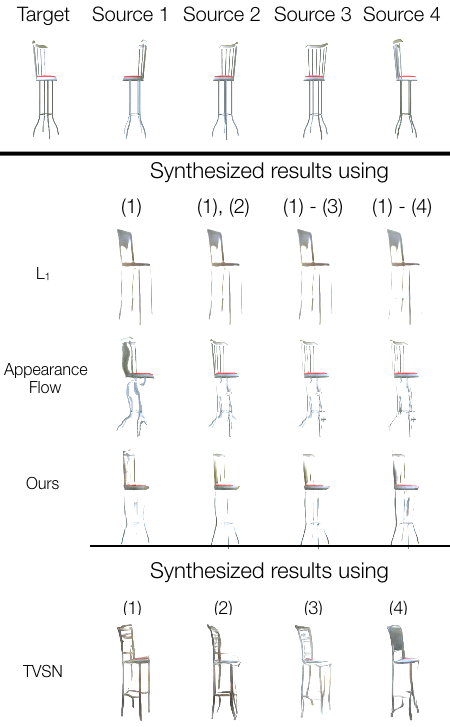 Target Source 1 Source 2 Source 3 Source 4
Synthesized results using
(1) (1), (2) (1) - (3) (1) - (4)
L₁
Appearance
Flow
Ours
Synthesized results using
(1) (2) (3) (4)
TVSN